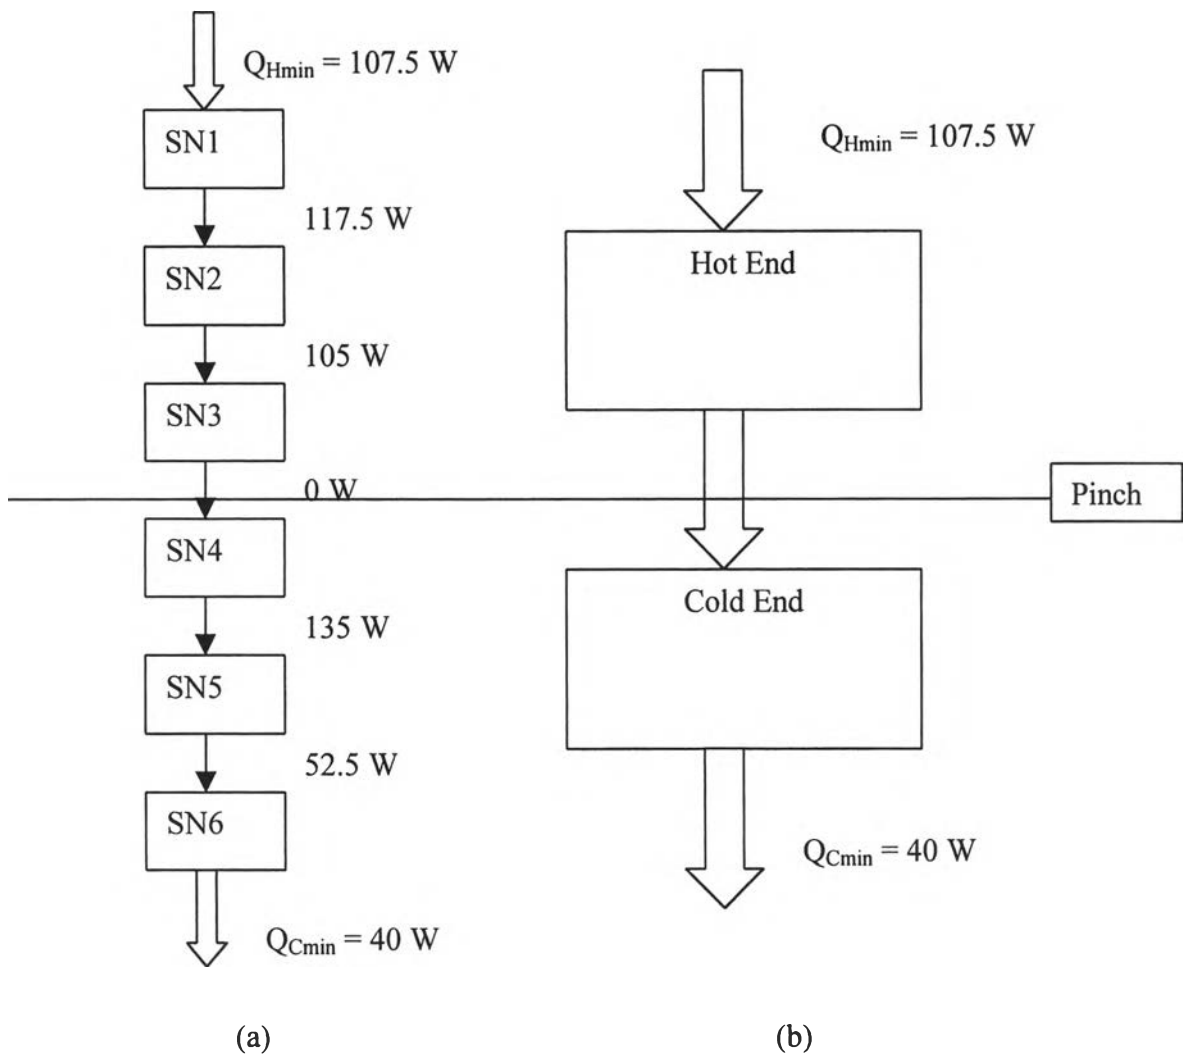 Q_Hmin = 107.5 W
SN1
117.5 W
SN2
105 W
SN3
0 W
SN4
135 W
SN5
52.5 W
SN6
Q_Cmin = 40 W
(a)
Q_Hmin = 107.5 W
Hot End
Pinch
Cold End
Q_Cmin = 40 W
(b)